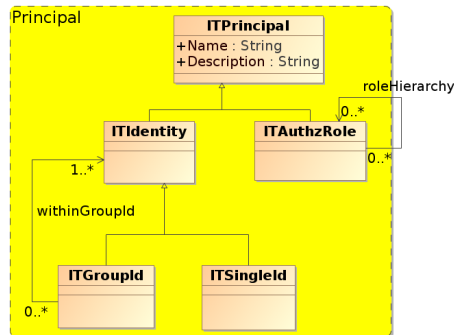 Principal
ITPrincipal
+Name : String
+Description : String
roleHierarchy
0..*
ITIdentity
ITAuthzRole
1..*
0..*
withinGroupId
ITGroupId
ITSingleId
0..*